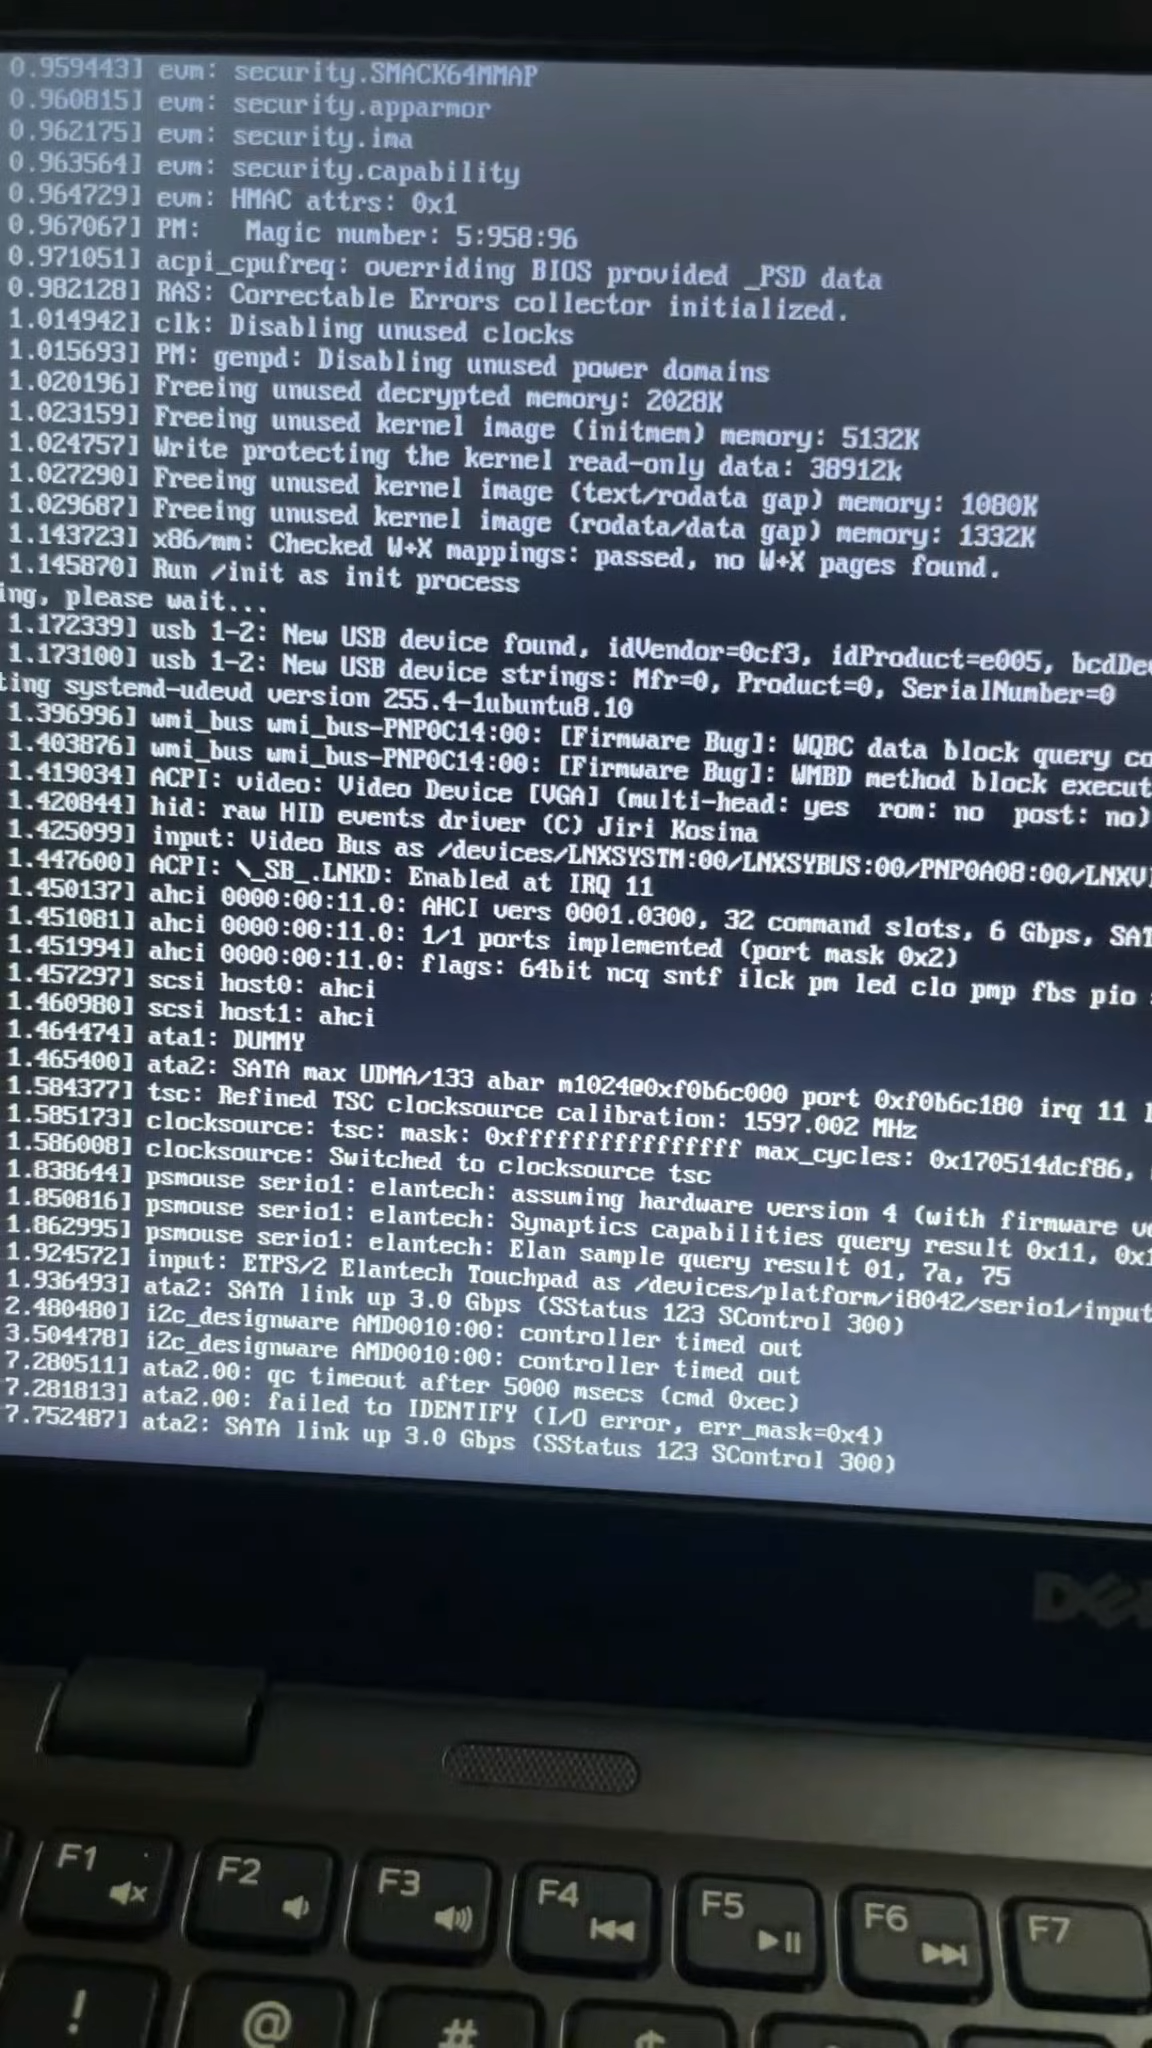 0.959443] evm: security.SMACK64MMAP
0.960815] evm: security.apparmor
0.962175] evm: security.ima
0.963564] evm: security.capability
0.964729] evm: HMAC attrs: 0x1
0.967067] PM:   Magic number: 5:958:96
0.971051] acpi_cpufreq: overriding BIOS provided _PSD data
0.982128] RAS: Correctable Errors collector initialized.
1.014942] clk: Disabling unused clocks
1.015693] PM: genpd: Disabling unused power domains
1.020196] Freeing unused decrypted memory: 2028K
1.023159] Freeing unused kernel image (initmem) memory: 5132K
1.024757] Write protecting the kernel read-only data: 38912k
1.027290] Freeing unused kernel image (text/rodata gap) memory: 1080K
1.029687] Freeing unused kernel image (rodata/data gap) memory: 1332K
1.143723] x86/mm: Checked W+X mappings: passed, no W+X pages found.
1.145870] Run /init as init process
ing, please wait...
1.172339] usb 1-2: New USB device found, idVendor=0cf3, idProduct=e005, bcdDe
1.173100] usb 1-2: New USB device strings: Mfr=0, Product=0, SerialNumber=0
ting systemd-udevd version 255.4-1ubuntu8.10
1.396996] wmi_bus wmi_bus-PNP0C14:00: [Firmware Bug]: WQBC data block query co
1.403876] wmi_bus wmi_bus-PNP0C14:00: [Firmware Bug]: WMBD method block execut
1.419034] ACPI: video: Video Device [VGA] (multi-head: yes  rom: no  post: no)
1.420844] hid: raw HID events driver (C) Jiri Kosina
1.425099] input: Video Bus as /devices/LNXSYSTM:00/LNXSYBUS:00/PNP0A08:00/LNXVI
1.447600] ACPI: \_SB_.LNKD: Enabled at IRQ 11
1.450137] ahci 0000:00:11.0: AHCI vers 0001.0300, 32 command slots, 6 Gbps, SAT
1.451081] ahci 0000:00:11.0: 1/1 ports implemented (port mask 0x2)
1.451994] ahci 0000:00:11.0: flags: 64bit ncq sntf ilck pm led clo pmp fbs pio
1.457297] scsi host0: ahci
1.460980] scsi host1: ahci
1.464474] ata1: DUMMY
1.465400] ata2: SATA max UDMA/133 abar m1024@0xf0b6c000 port 0xf0b6c180 irq 11 l
1.584377] tsc: Refined TSC clocksource calibration: 1597.002 MHz
1.585173] clocksource: tsc: mask: 0xffffffffffffffff max_cycles: 0x170514dcf86,
1.586008] clocksource: Switched to clocksource tsc
1.838644] psmouse serio1: elantech: assuming hardware version 4 (with firmware ve
1.850816] psmouse serio1: elantech: Synaptics capabilities query result 0x11, 0x1
1.862995] psmouse serio1: elantech: Elan sample query result 01, 7a, 75
1.924572] input: ETPS/2 Elantech Touchpad as /devices/platform/i8042/serio1/input
1.936493] ata2: SATA link up 3.0 Gbps (SStatus 123 SControl 300)
2.480480] i2c_designware AMD0010:00: controller timed out
3.504478] i2c_designware AMD0010:00: controller timed out
7.280511] ata2.00: qc timeout after 5000 msecs (cmd 0xec)
7.281813] ata2.00: failed to IDENTIFY (I/O error, err_mask=0x4)
7.752487] ata2: SATA link up 3.0 Gbps (SStatus 123 SControl 300)
DELL
F1 F2 F3 F4 F5 F6 F7
! @ #